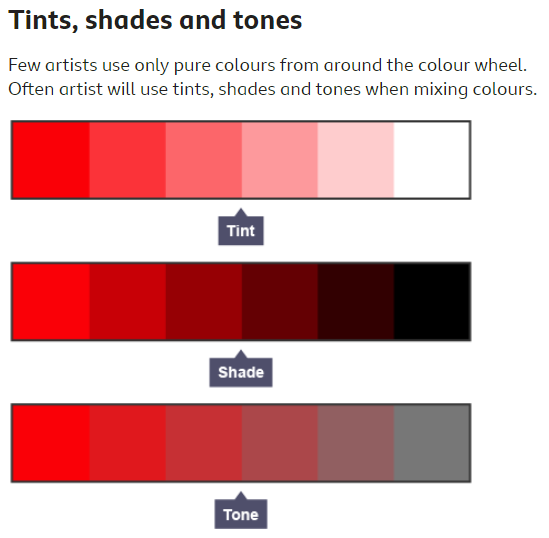 Tints, shades and tones
Few artists use only pure colours from around the colour wheel.
Often artist will use tints, shades and tones when mixing colours.
Tint
Shade
Tone